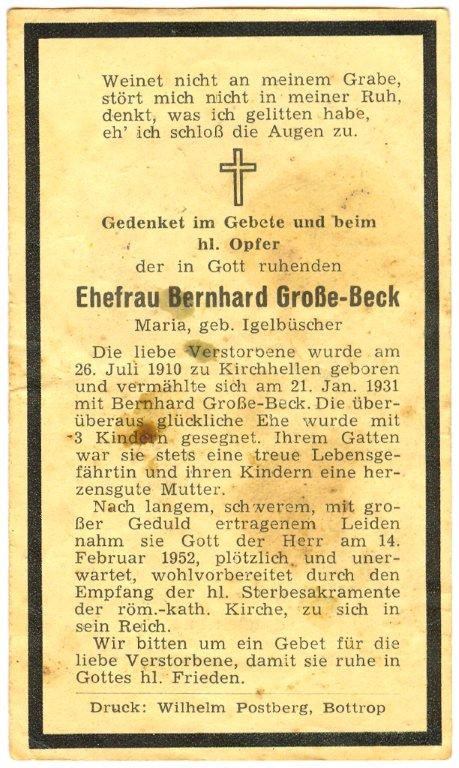 Weinet nicht an meinem Grabe,
stört mich nicht in meiner Ruh,
denkt, was ich gelitten habe,
eh' ich schloß die Augen zu.
Gedenket im Gebete und beim
hl. Opfer
der in Gott ruhenden
Ehefrau Bernhard Große-Beck
Maria, geb. Igelbüscher
Die liebe Verstorbene wurde am
26. Juli 1910 zu Kirchhellen geboren
und vermählte sich am 21. Jan. 1931
mit Bernhard Große-Beck. Die über-
überaus glückliche Ehe wurde mit
3 Kindern gesegnet. Ihrem Gatten
war sie stets eine treue Lebensge-
fährtin und ihren Kindern eine her-
zensgute Mutter.
Nach langem, schwerem, mit gro-
ßer Geduld ertragenem Leiden
nahm sie Gott der Herr am 14.
Februar 1952, plötzlich und uner-
wartet, wohlvorbereitet durch den
Empfang der hl. Sterbesakramente
der röm.-kath. Kirche, zu sich in
sein Reich.
Wir bitten um ein Gebet für die
liebe Verstorbene, damit sie ruhe in
Gottes hl. Frieden.
Druck: Wilhelm Postberg, Bottrop